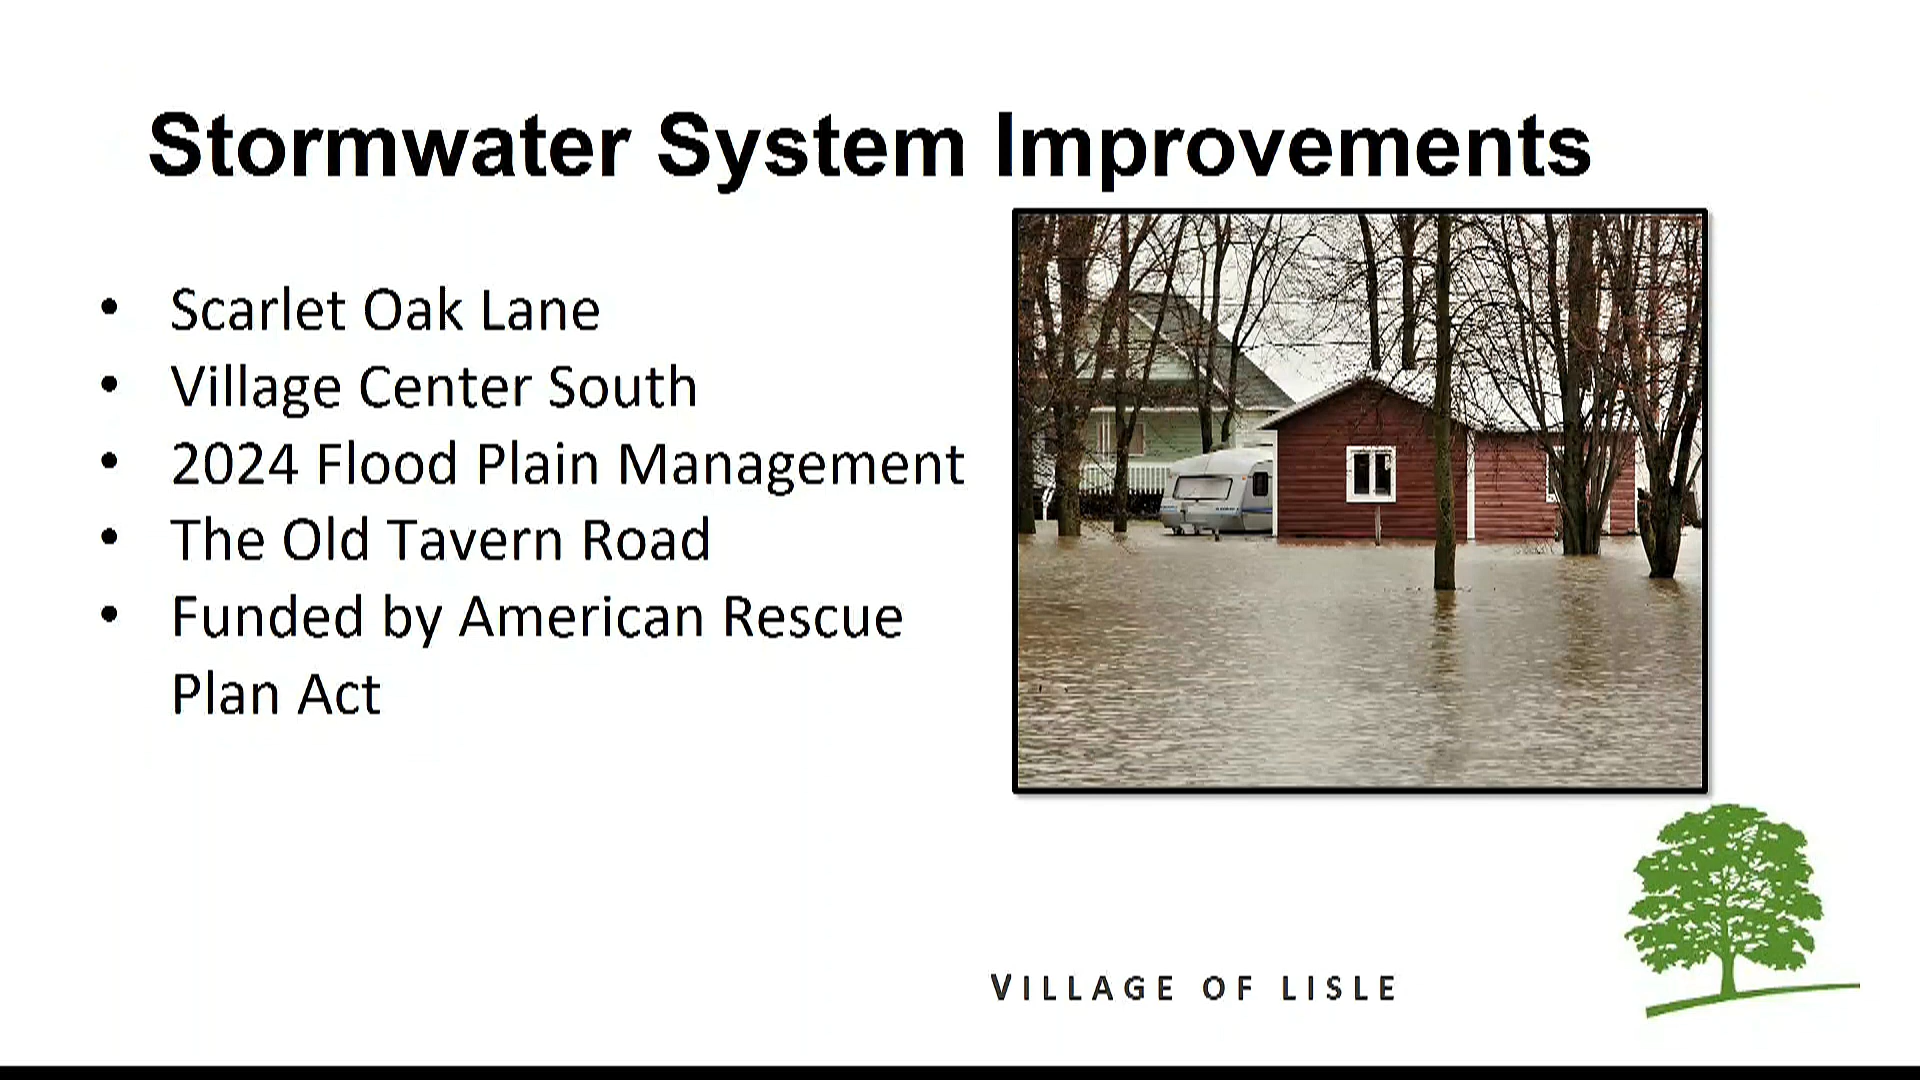 Stormwater System Improvements
• Scarlet Oak Lane
• Village Center South
• 2024 Flood Plain Management
• The Old Tavern Road
• Funded by American Rescue
Plan Act
VILLAGE OF LISLE